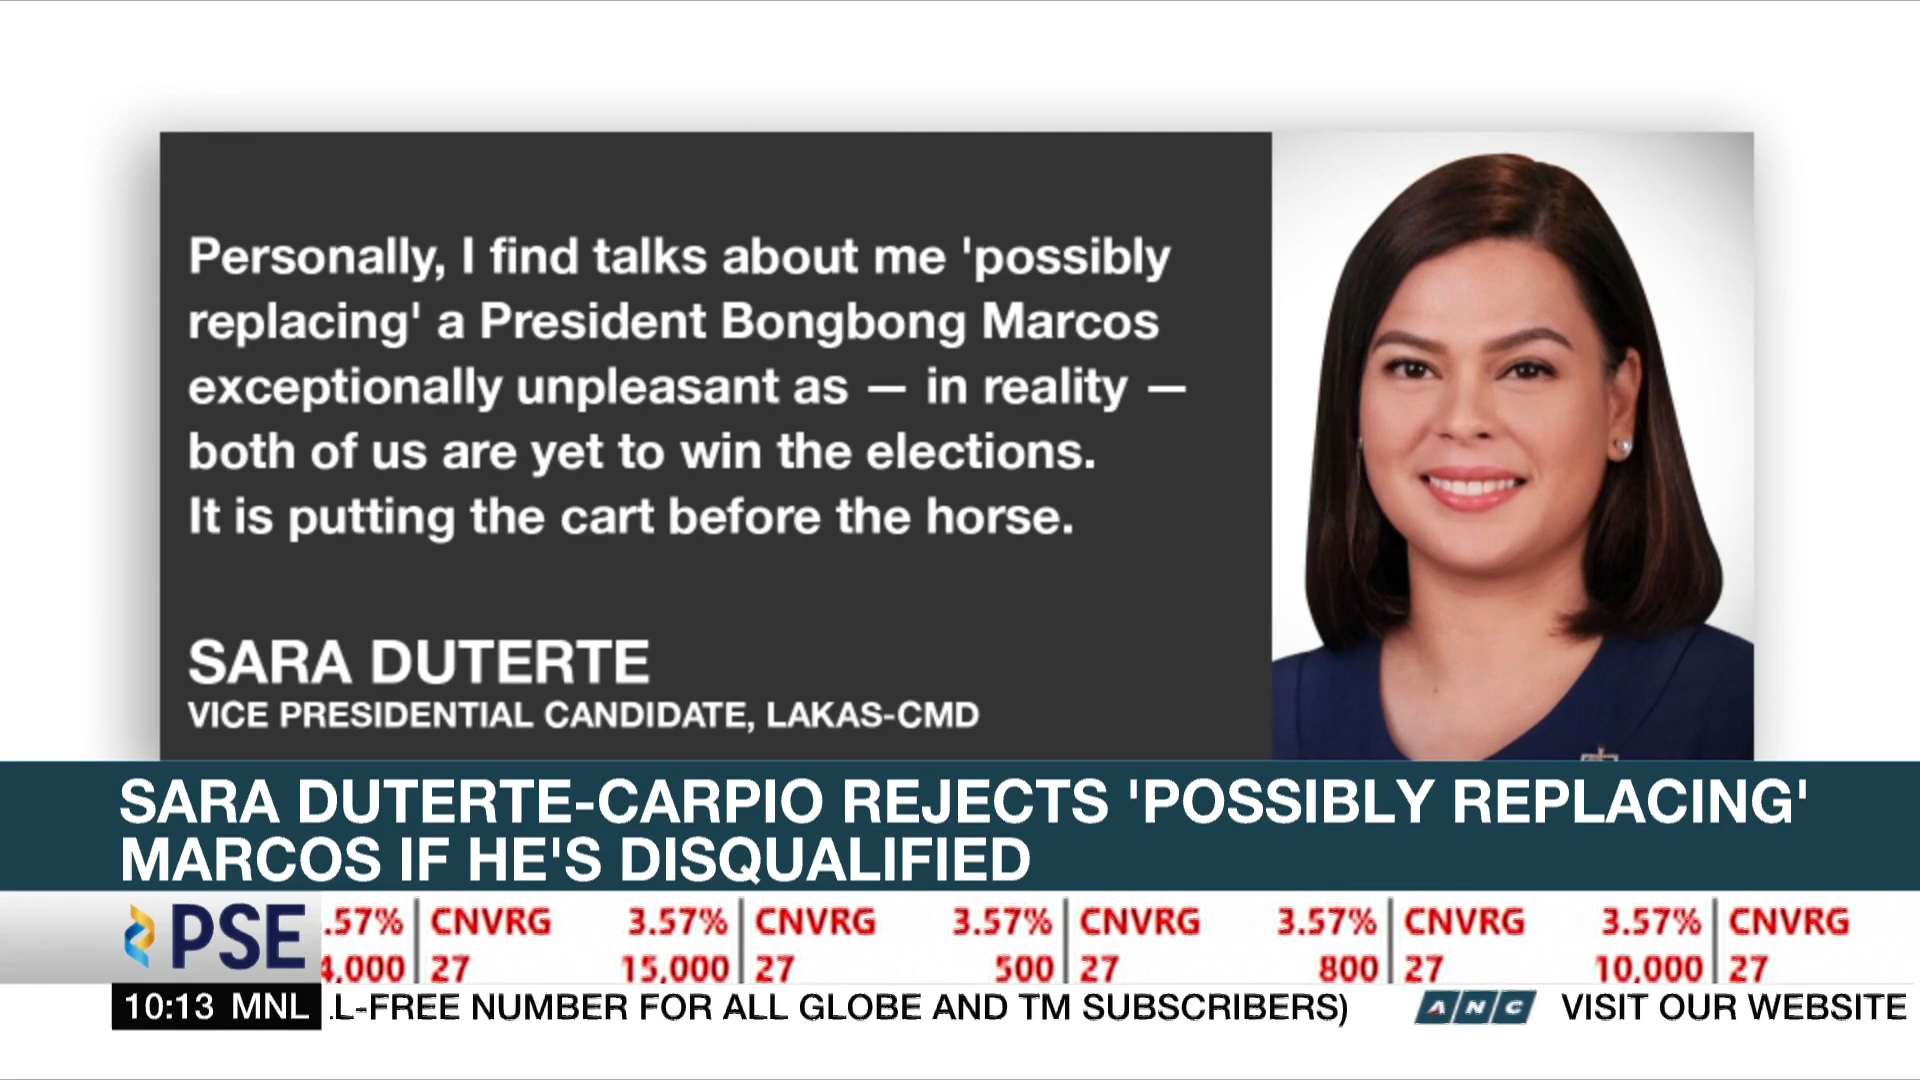 Personally, I find talks about me 'possibly
replacing' a President Bongbong Marcos
exceptionally unpleasant as — in reality —
both of us are yet to win the elections.
It is putting the cart before the horse.
SARA DUTERTE
VICE PRESIDENTIAL CANDIDATE, LAKAS-CMD
SARA DUTERTE-CARPIO REJECTS 'POSSIBLY REPLACING'
MARCOS IF HE'S DISQUALIFIED
PSE
.57% CNVRG 3.57% CNVRG 3.57% CNVRG 3.57% CNVRG 3.57% CNVRG
4,000 27 15,000 27 500 27 800 27 10,000 27
10:13 MNL L-FREE NUMBER FOR ALL GLOBE AND TM SUBSCRIBERS) ANC VISIT OUR WEBSITE